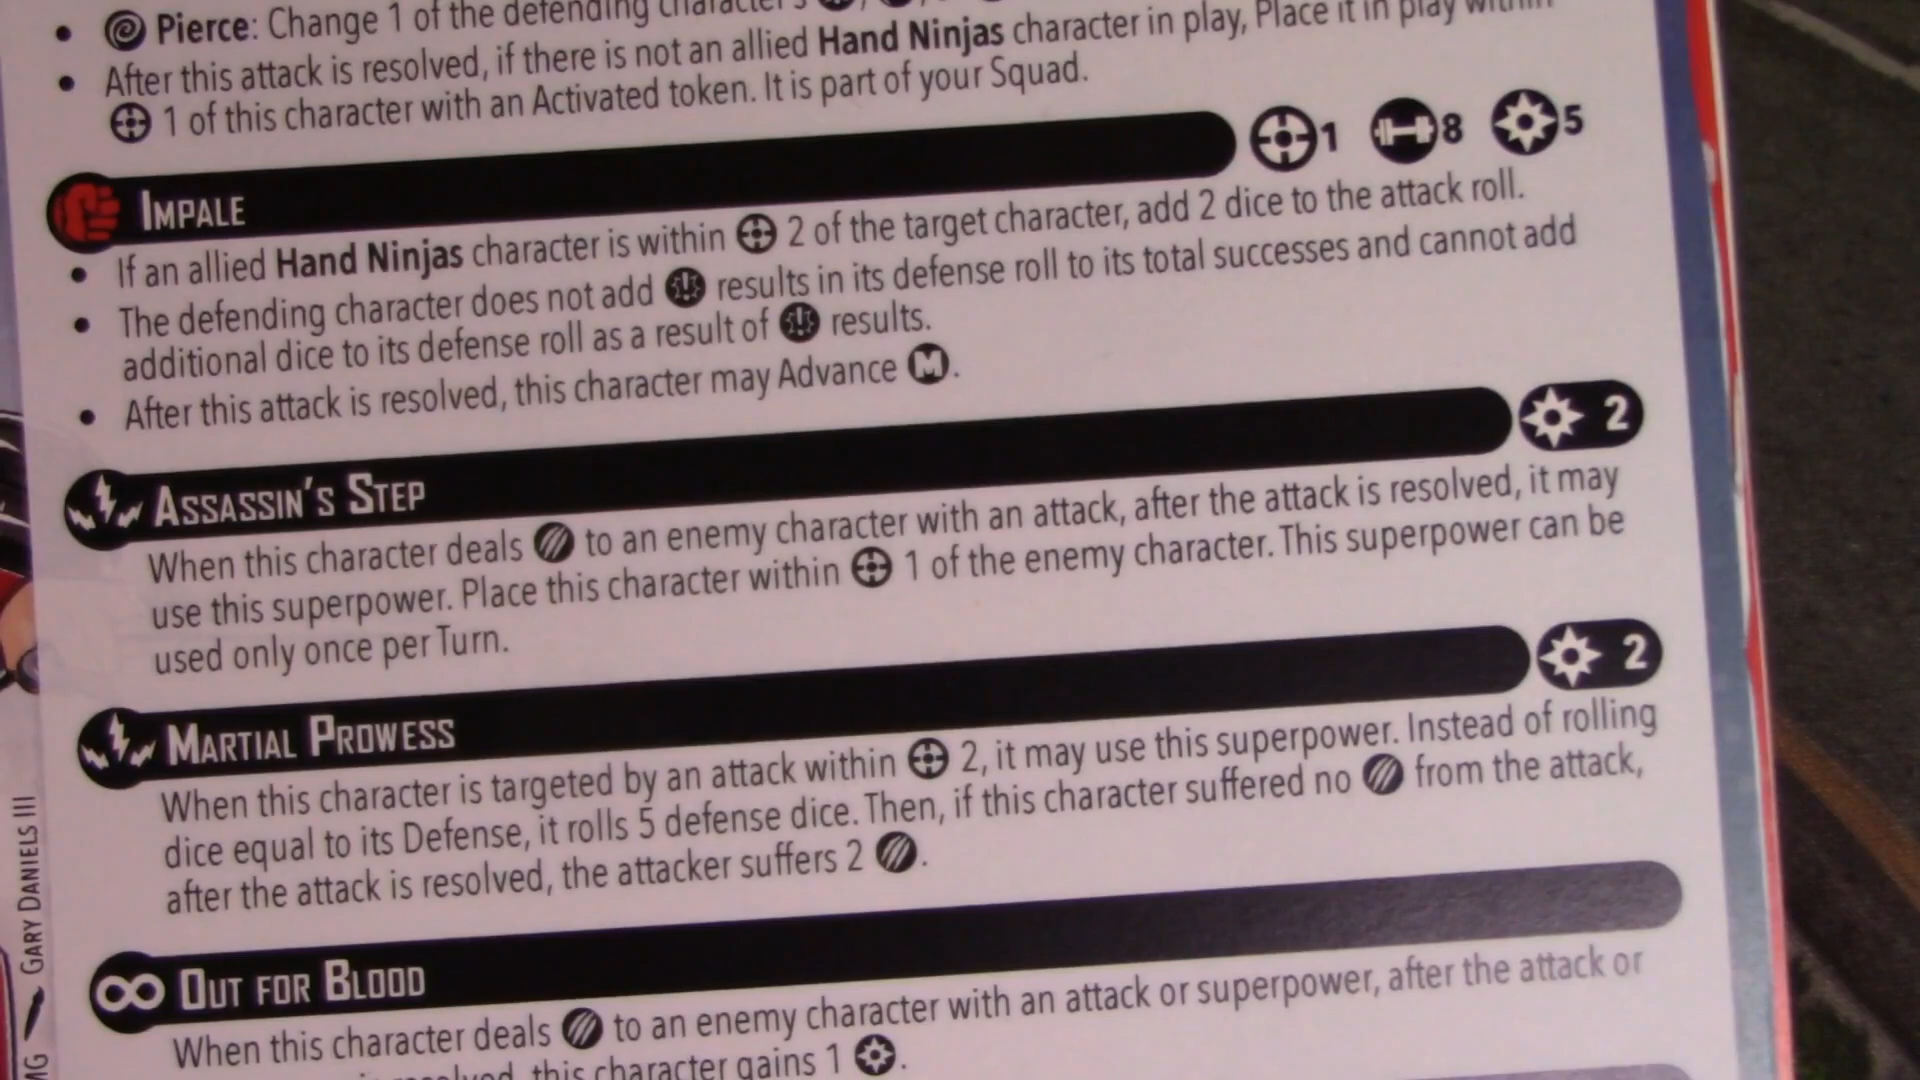 • Pierce: Change 1 of the defending character's
• After this attack is resolved, if there is not an allied Hand Ninjas character in play, Place it in play within
1 of this character with an Activated token. It is part of your Squad.
IMPALE 1 8 5
• If an allied Hand Ninjas character is within 2 of the target character, add 2 dice to the attack roll.
• The defending character does not add results in its defense roll to its total successes and cannot add
additional dice to its defense roll as a result of results.
• After this attack is resolved, this character may Advance M.
ASSASSIN'S STEP 2
When this character deals to an enemy character with an attack, after the attack is resolved, it may
use this superpower. Place this character within 1 of the enemy character. This superpower can be
used only once per Turn.
MARTIAL PROWESS 2
When this character is targeted by an attack within 2, it may use this superpower. Instead of rolling
dice equal to its Defense, it rolls 5 defense dice. Then, if this character suffered no from the attack,
after the attack is resolved, the attacker suffers 2 .
OUT FOR BLOOD
When this character deals to an enemy character with an attack or superpower, after the attack or
resolved, this character gains 1 .
GARY DANIELS III